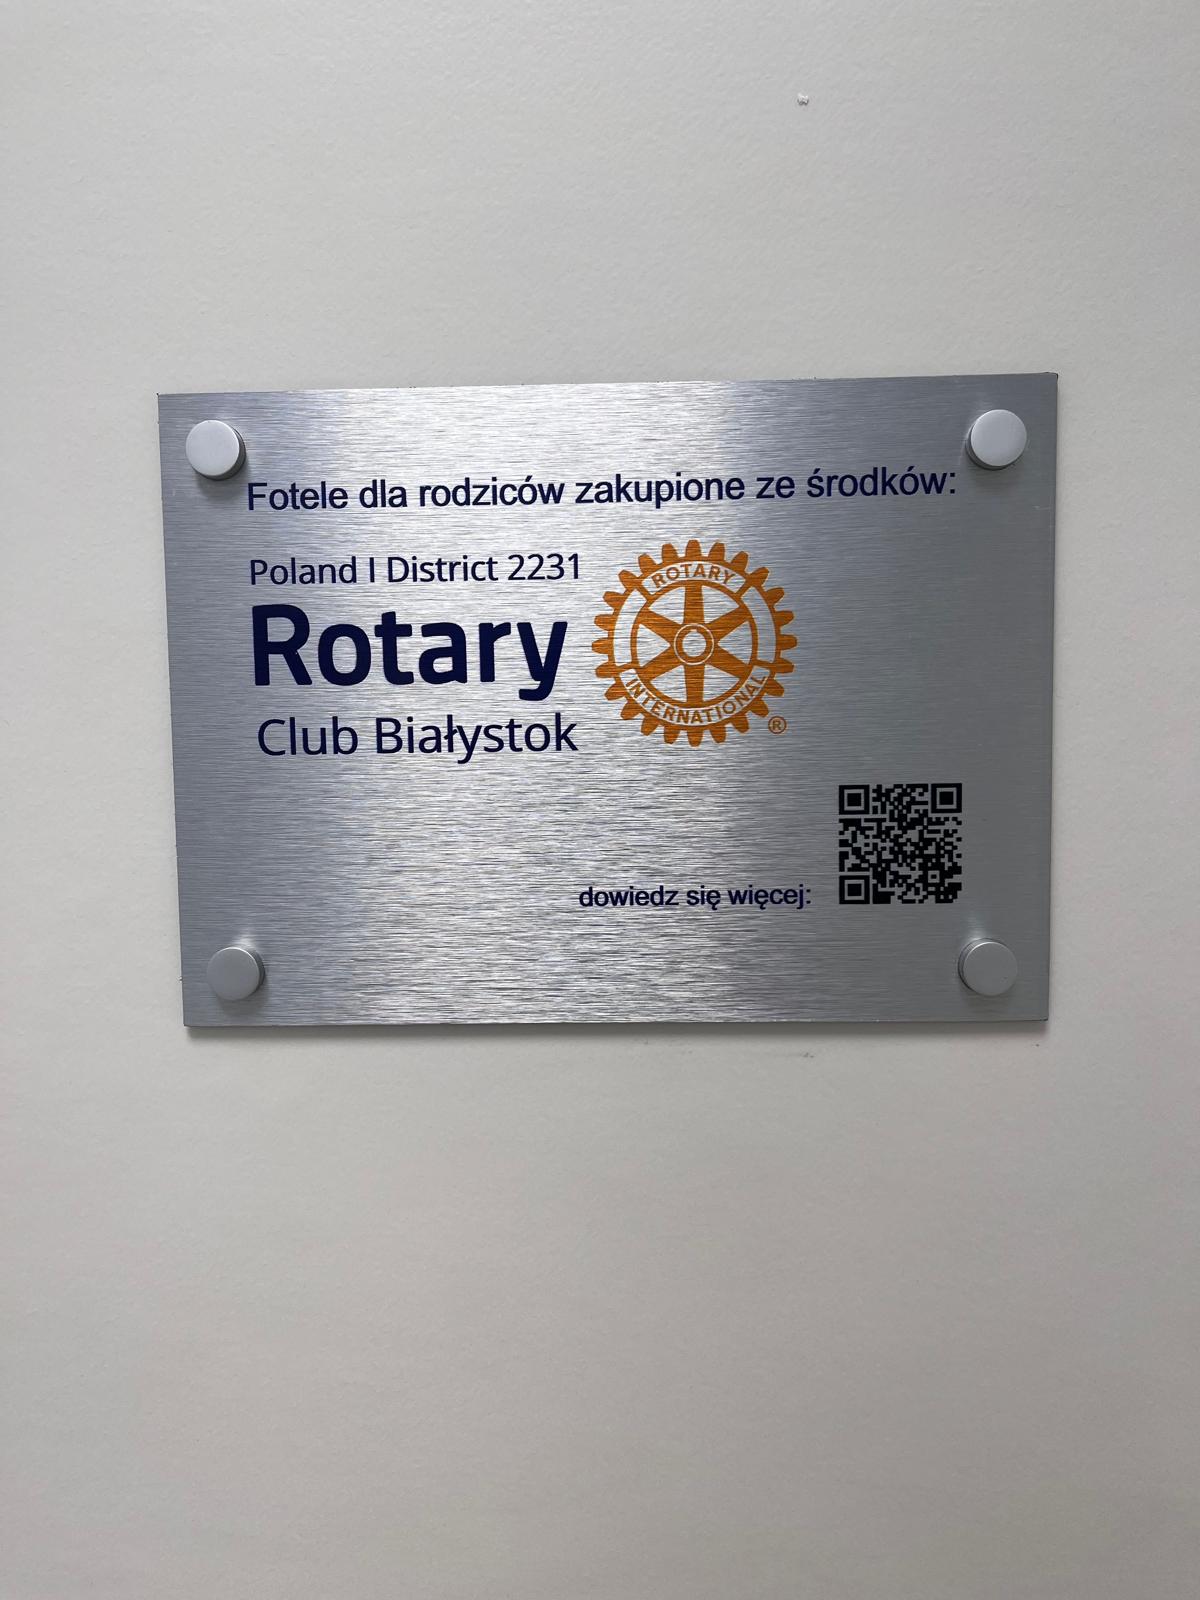 Fotele dla rodziców zakupione ze środków:
Poland I District 2231
Rotary
Club Białystok
ROTARY
INTERNATIONAL
®
dowiedz się więcej: